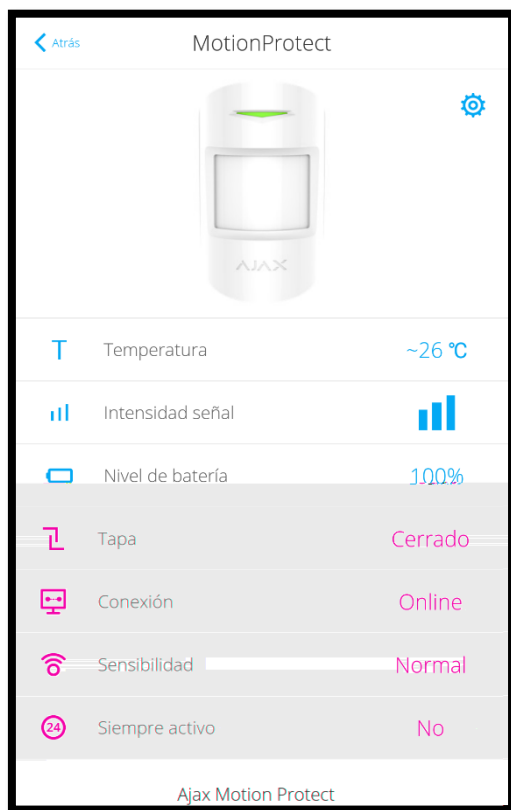 Atrás MotionProtect
AJAX
T Temperatura ~26 °C
Intensidad señal
Nivel de batería 100%
Tapa Cerrado
Conexión Online
Sensibilidad Normal
24 Siempre activo No
Ajax Motion Protect